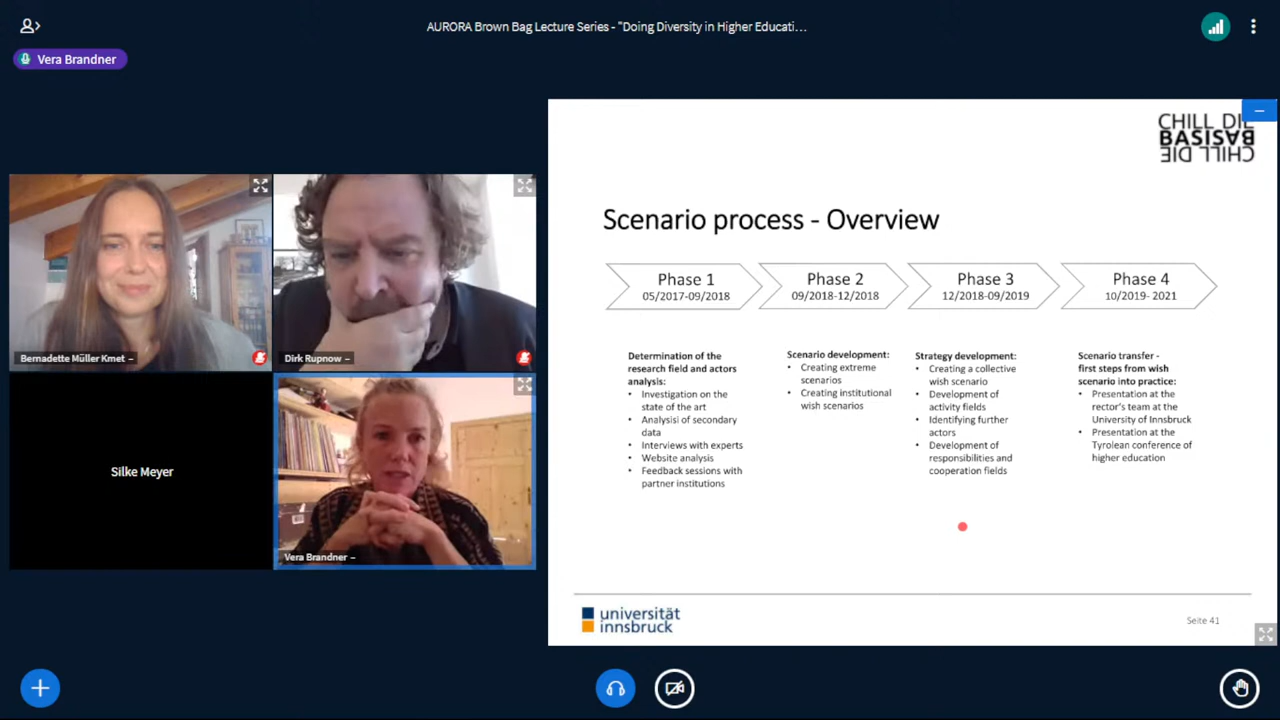 AURORA Brown Bag Lecture Series - "Doing Diversity in Higher Educati...
Vera Brandner
Bernadette Müller Kmet –
Dirk Rupnow –
Silke Meyer
Vera Brandner –
CHILL DIE
BASIS
CHILL DIE
Scenario process - Overview
Phase 1
05/2017-09/2018
Phase 2
09/2018-12/2018
Phase 3
12/2018-09/2019
Phase 4
10/2019- 2021
Determination of the
research field and actors
analysis:
• Investigation on the
state of the art
• Analysisi of secondary
data
• Interviews with experts
• Website analysis
• Feedback sessions with
partner institutions
Scenario development:
• Creating extreme
scenarios
• Creating institutional
wish scenarios
Strategy development:
• Creating a collective
wish scenario
• Development of
activity fields
• Identifying further
actors
• Development of
responsibilities and
cooperation fields
Scenario transfer -
first steps from wish
scenario into practice:
• Presentation at the
rector's team at the
University of Innsbruck
• Presentation at the
Tyrolean conference of
higher education
universität
innsbruck
Seite 41